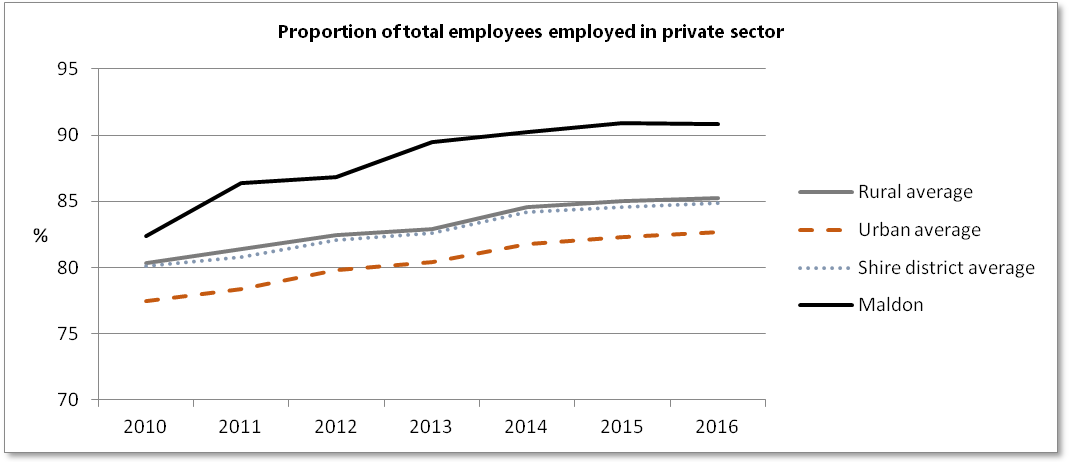 Proportion of total employees employed in private sector
95
90
85
80
75
70
%
2010 2011 2012 2013 2014 2015 2016
Rural average
Urban average
Shire district average
Maldon